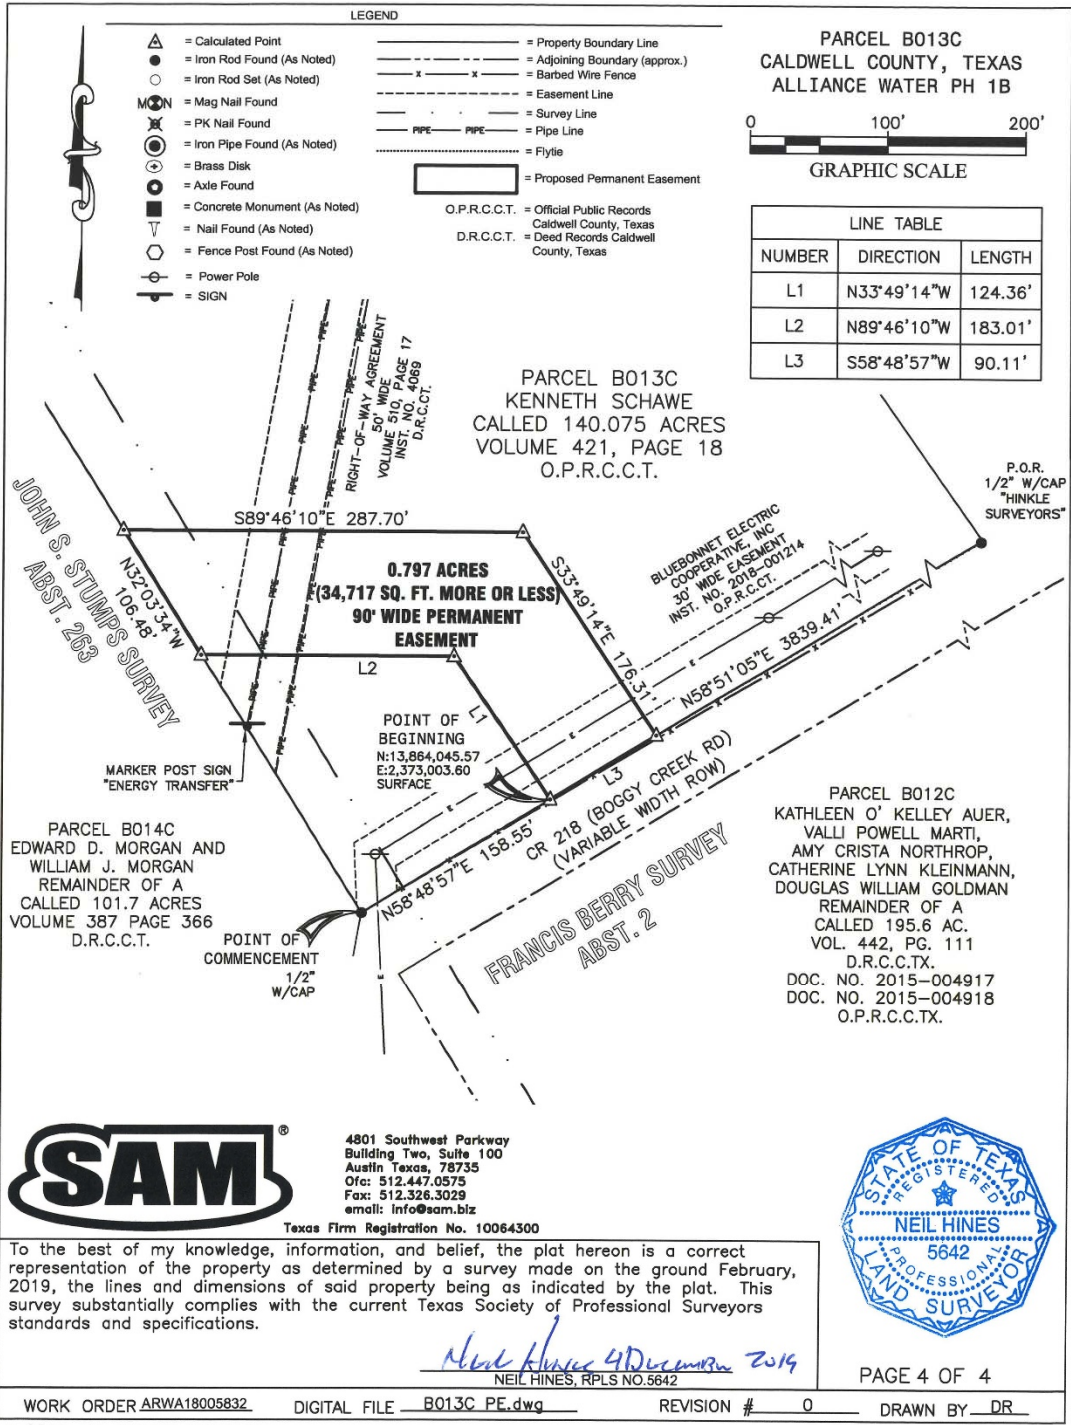 LEGEND
= Calculated Point
= Iron Rod Found (As Noted)
= Iron Rod Set (As Noted)
M N = Mag Nail Found
= PK Nail Found
= Iron Pipe Found (As Noted)
= Brass Disk
= Axle Found
= Concrete Monument (As Noted)
= Nail Found (As Noted)
= Fence Post Found (As Noted)
= Power Pole
= SIGN
= Property Boundary Line
= Adjoining Boundary (approx.)
X X = Barbed Wire Fence
= Easement Line
= Survey Line
PIPE PIPE = Pipe Line
= Flytie
= Proposed Permanent Easement
O.P.R.C.C.T. = Official Public Records
Caldwell County, Texas
D.R.C.C.T. = Deed Records Caldwell
County, Texas
PARCEL B013C
CALDWELL COUNTY, TEXAS
ALLIANCE WATER PH 1B
0 100' 200'
GRAPHIC SCALE
LINE TABLE
NUMBER DIRECTION LENGTH
L1 N33°49'14"W 124.36'
L2 N89°46'10"W 183.01'
L3 S58°48'57"W 90.11'
PIPE PIPE PIPE
PIPE PIPE PIPE
RIGHT-OF-WAY AGREEMENT
50' WIDE
VOLUME 510, PAGE 17
INST. NO. 4069
D.R.C.CT.
PARCEL B013C
KENNETH SCHAWE
CALLED 140.075 ACRES
VOLUME 421, PAGE 18
O.P.R.C.C.T.
P.O.R.
1/2" W/CAP
"HINKLE
SURVEYORS"
JOHN S. STUMPS SURVEY
ABST. 263
S89°46'10"E 287.70'
N32°03'34"W
106.48'
0.797 ACRES
(34,717 SQ. FT. MORE OR LESS)
90' WIDE PERMANENT
EASEMENT
S33°49'14"E 176.31'
BLUEBONNET ELECTRIC
COOPERATIVE, INC
30' WIDE EASEMENT
INST. NO. 2018-001214
O.P.R.C.CT.
N58°51'05"E 3839.41'
L2
L1
L3
POINT OF
BEGINNING
N:13,864,045.57
E:2,373,003.60
SURFACE
MARKER POST SIGN
"ENERGY TRANSFER"
CR 218 (BOGGY CREEK RD)
(VARIABLE WIDTH ROW)
N58°48'57"E 158.55'
PARCEL B014C
EDWARD D. MORGAN AND
WILLIAM J. MORGAN
REMAINDER OF A
CALLED 101.7 ACRES
VOLUME 387 PAGE 366
D.R.C.C.T.
POINT OF
COMMENCEMENT
1/2"
W/CAP
FRANCIS BERRY SURVEY
ABST. 2
PARCEL B012C
KATHLEEN O' KELLEY AUER,
VALLI POWELL MARTI,
AMY CRISTA NORTHROP,
CATHERINE LYNN KLEINMANN,
DOUGLAS WILLIAM GOLDMAN
REMAINDER OF A
CALLED 195.6 AC.
VOL. 442, PG. 111
D.R.C.C.TX.
DOC. NO. 2015-004917
DOC. NO. 2015-004918
O.P.R.C.C.TX.
SAM®
4801 Southwest Parkway
Building Two, Suite 100
Austin Texas, 78735
Ofc: 512.447.0575
Fax: 512.326.3029
email: info@sam.biz
Texas Firm Registration No. 10064300
STATE OF TEXAS
REGISTERED
NEIL HINES
5642
PROFESSIONAL
LAND SURVEYOR
To the best of my knowledge, information, and belief, the plat hereon is a correct
representation of the property as determined by a survey made on the ground February,
2019, the lines and dimensions of said property being as indicated by the plat. This
survey substantially complies with the current Texas Society of Professional Surveyors
standards and specifications.
Neil Hines 4 December 2019
NEIL HINES, RPLS NO.5642
PAGE 4 OF 4
WORK ORDER ARWA18005832
DIGITAL FILE B013C PE.dwg
REVISION # 0
DRAWN BY DR